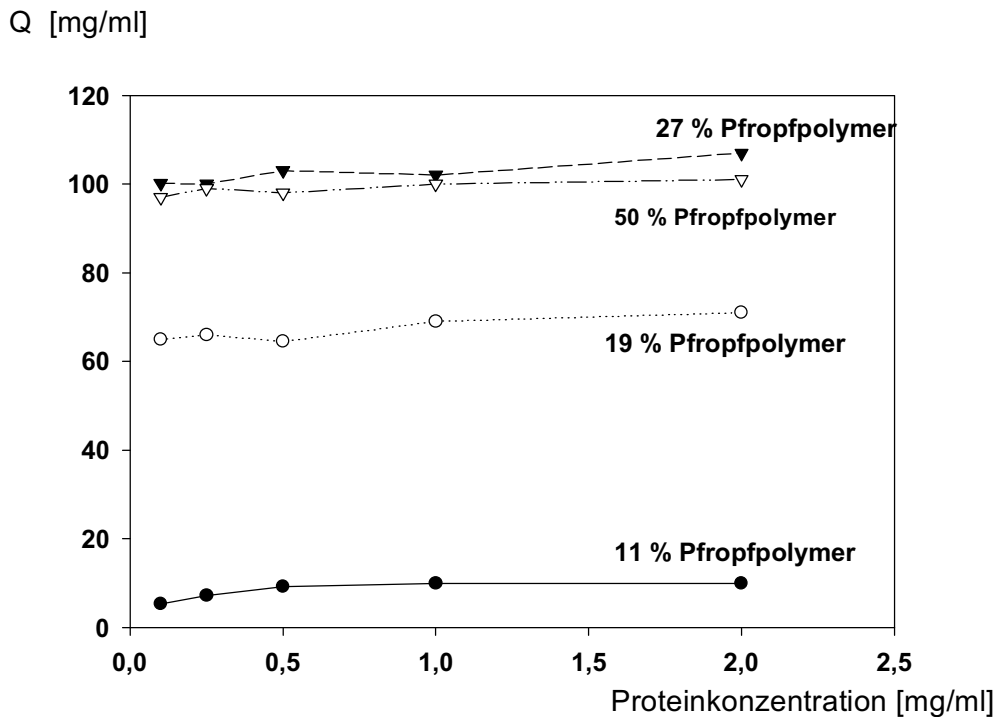 Q [mg/ml]
120
27 % Pfropfpolymer
100
50 % Pfropfpolymer
80
19 % Pfropfpolymer
60
40
20
11 % Pfropfpolymer
0
0,0 0,5 1,0 1,5 2,0 2,5
Proteinkonzentration [mg/ml]